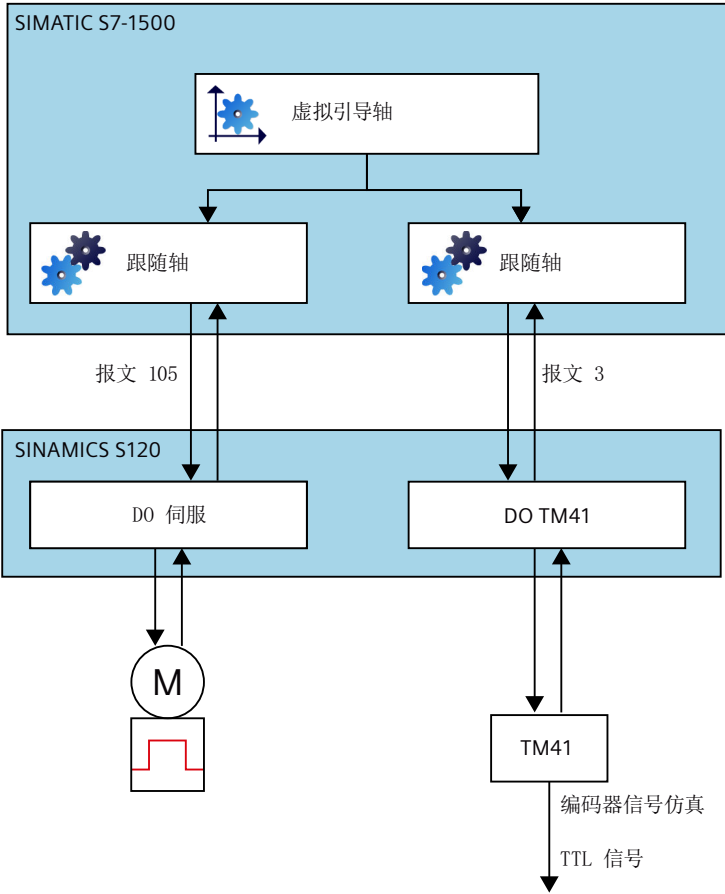 SIMATIC S7-1500
虚拟引导轴
跟随轴
跟随轴
报文 105
报文 3
SINAMICS S120
DO 伺服
DO TM41
M
TM41
编码器信号仿真
TTL 信号